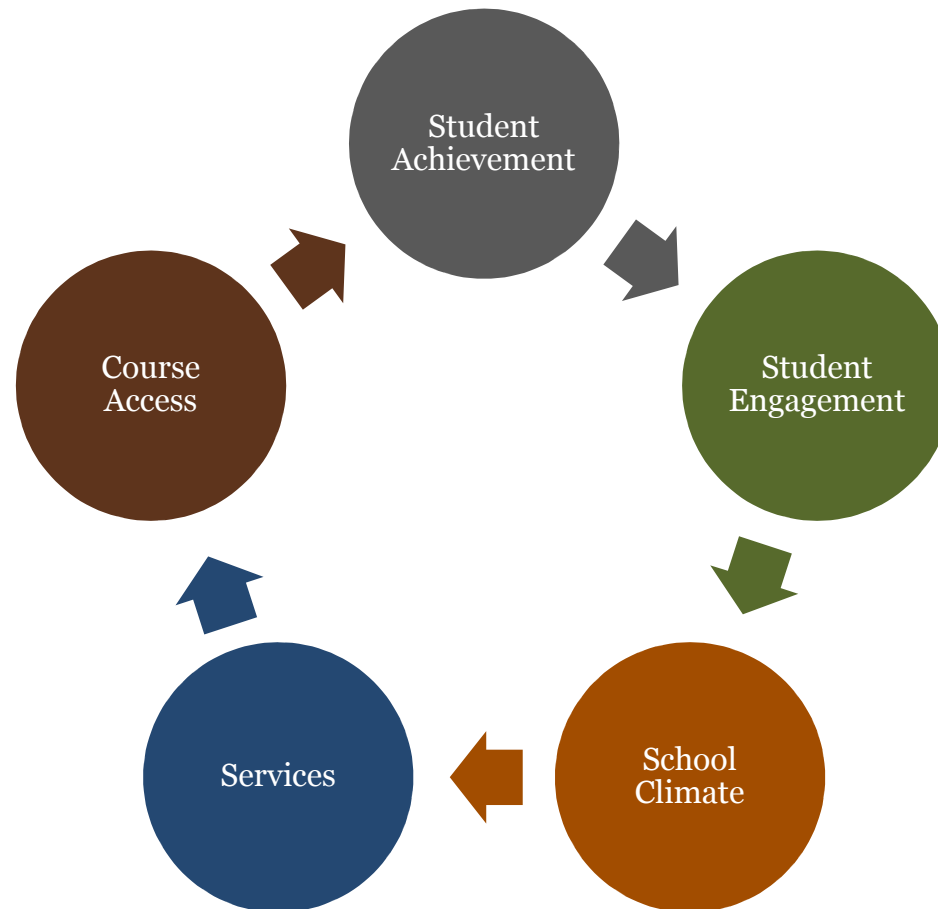 Student
Achievement
Student
Engagement
School
Climate
Services
Course
Access